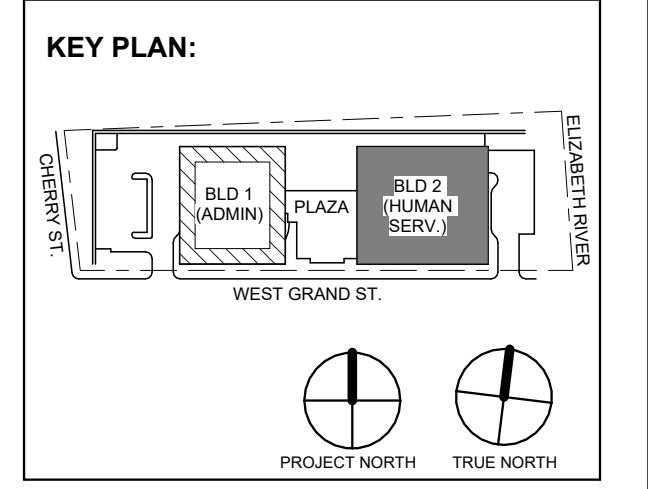 KEY PLAN:
CHERRY ST.
BLD 1
(ADMIN)
PLAZA
BLD 2
(HUMAN
SERV.)
ELIZABETH RIVER
WEST GRAND ST.
PROJECT NORTH
TRUE NORTH